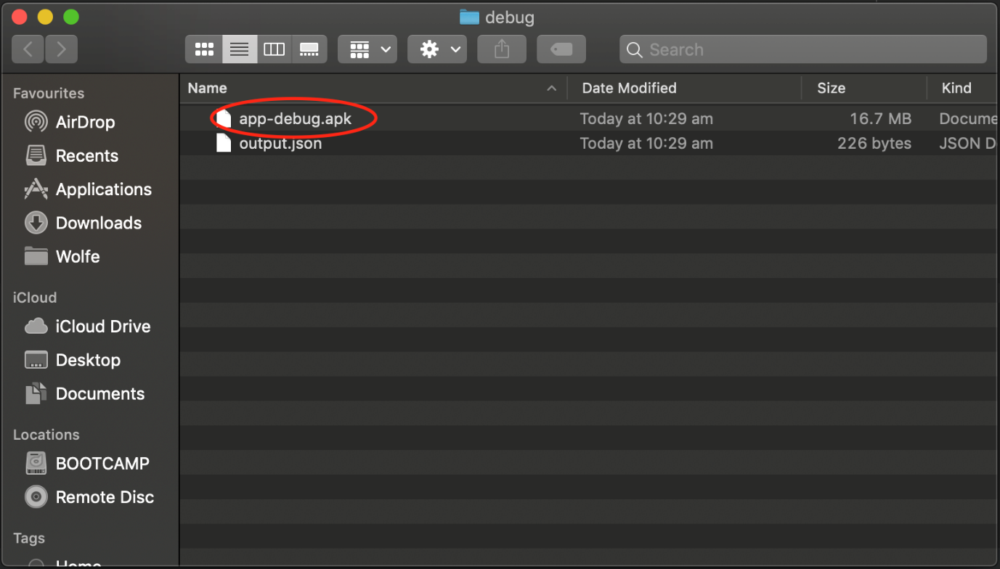 debug
Search
Favourites
AirDrop
Recents
Applications
Downloads
Wolfe
iCloud
iCloud Drive
Desktop
Documents
Locations
BOOTCAMP
Remote Disc
Tags
Home
Name Date Modified Size Kind
app-debug.apk Today at 10:29 am 16.7 MB Docume
output.json Today at 10:29 am 226 bytes JSON D